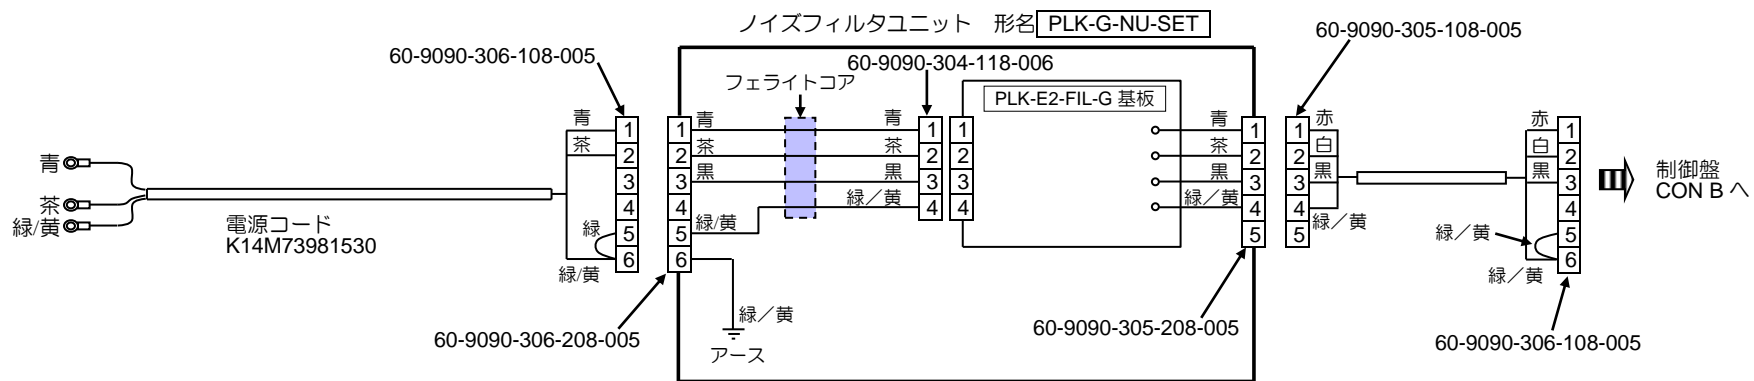 ノイズフィルタユニット 形名 PLK-G-NU-SET
60-9090-306-108-005
60-9090-304-118-006
60-9090-305-108-005
フェライトコア
PLK-E2-FIL-G 基板
青
茶
緑/黄
電源コード
K14M73981530
青
茶
緑
緑/黄
1
2
3
4
5
6
1
2
3
4
5
6
青
茶
黒
緑/黄
緑／黄
アース
青
茶
黒
緑／黄
1
2
3
4
1
2
3
4
青
茶
黒
緑／黄
1
2
3
4
5
1
2
3
4
5
赤
白
黒
緑／黄
赤
白
黒
緑／黄
緑／黄
1
2
3
4
5
6
制御盤
CON B へ
60-9090-306-208-005
60-9090-305-208-005
60-9090-306-108-005